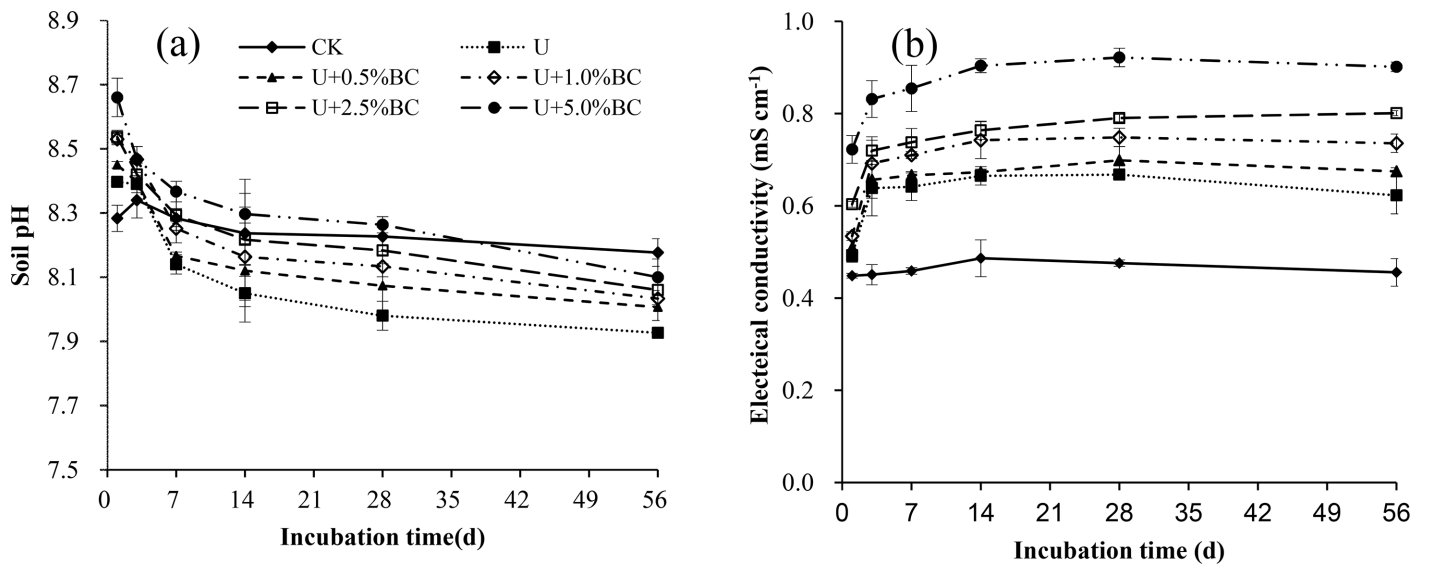 (a)
CK
U
U+0.5%BC
U+1.0%BC
U+2.5%BC
U+5.0%BC
8.9
8.7
8.5
8.3
8.1
7.9
7.7
7.5
Soil pH
0 7 14 21 28 35 42 49 56
Incubation time(d)
(b)
1.0
0.8
0.6
0.4
0.2
0.0
Electeical conductivity (mS cm⁻¹)
0 7 14 21 28 35 42 49 56
Incubation time (d)